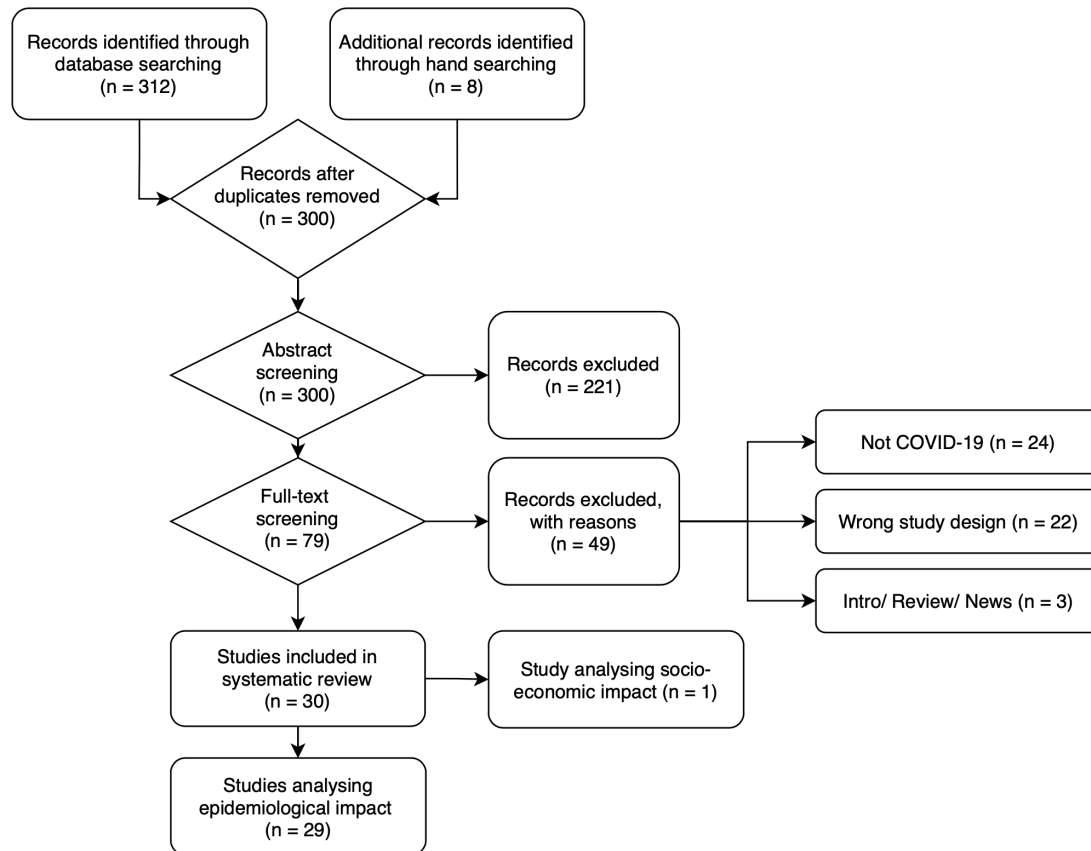 Records identified through
database searching
(n = 312)
Additional records identified
through hand searching
(n = 8)
Records after
duplicates removed
(n = 300)
Abstract
screening
(n = 300)
Records excluded
(n = 221)
Full-text
screening
(n = 79)
Records excluded,
with reasons
(n = 49)
Not COVID-19 (n = 24)
Wrong study design (n = 22)
Intro/ Review/ News (n = 3)
Studies included in
systematic review
(n = 30)
Study analysing socio-
economic impact (n = 1)
Studies analysing
epidemiological impact
(n = 29)